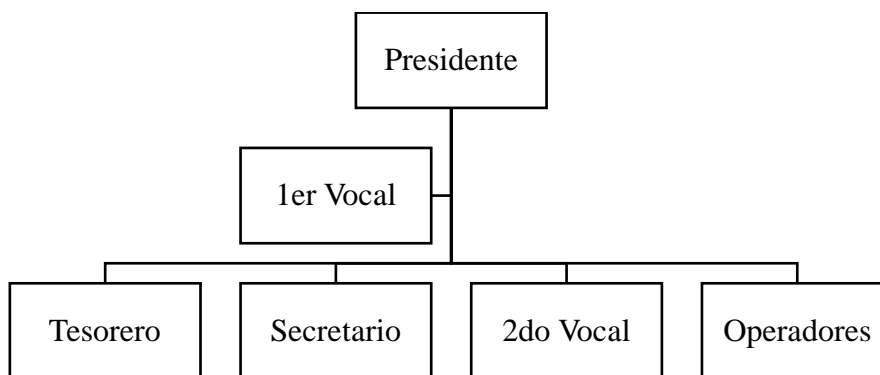 Presidente
1er Vocal
Tesorero
Secretario
2do Vocal
Operadores